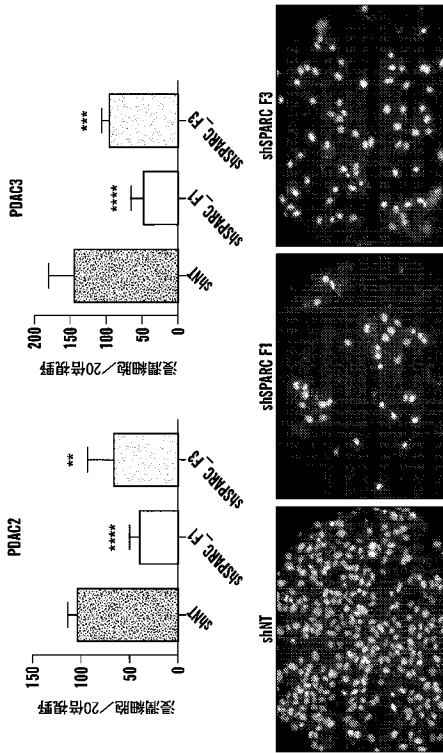 PDAC2
浸潤細胞／20倍視野
150
100
50
0
**
****
shNT
shSPARC_F1
shSPARC_F3
PDAC3
浸潤細胞／20倍視野
200
150
100
50
0
***
****
shNT
shSPARC_F1
shSPARC_F3
shNT
shSPARC F1
shSPARC F3